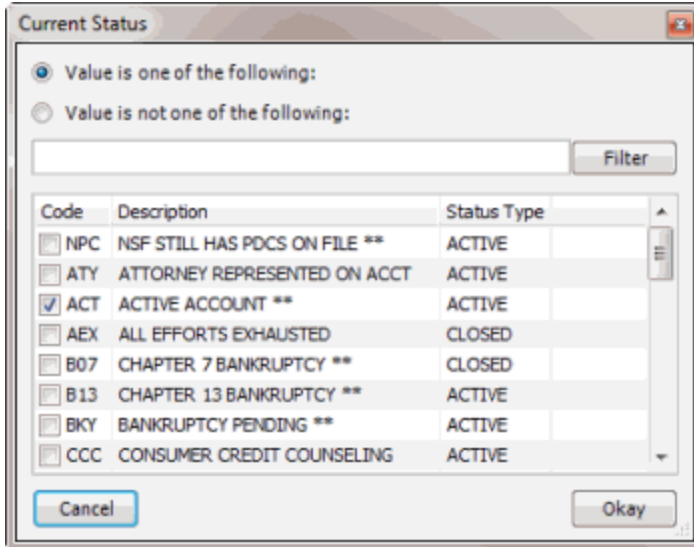 Current Status
Value is one of the following:
Value is not one of the following:
Filter
Code Description Status Type
NPC NSF STILL HAS PDCS ON FILE ** ACTIVE
ATY ATTORNEY REPRESENTED ON ACCT ACTIVE
ACT ACTIVE ACCOUNT ** ACTIVE
AEX ALL EFFORTS EXHAUSTED CLOSED
B07 CHAPTER 7 BANKRUPTCY ** CLOSED
B13 CHAPTER 13 BANKRUPTCY ** ACTIVE
BKY BANKRUPTCY PENDING ** ACTIVE
CCC CONSUMER CREDIT COUNSELING ACTIVE
Cancel Okay